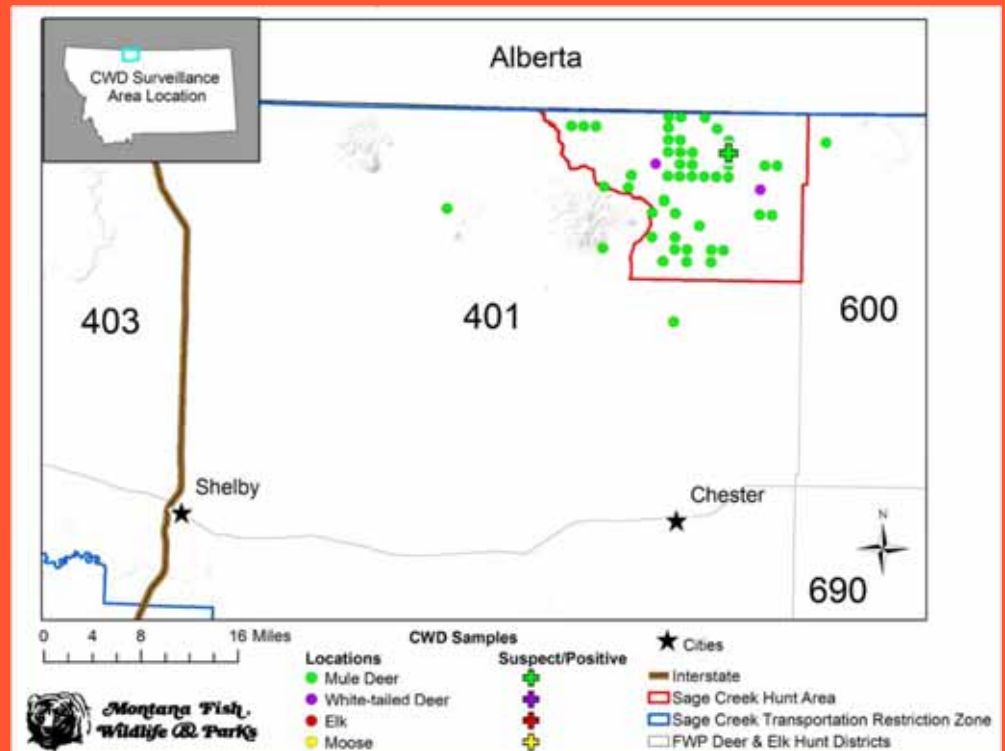 CWD Surveillance
Area Location
Alberta
403
401
600
Shelby
Chester
N
690
0 4 8 16 Miles
CWD Samples
Locations
Suspect/Positive
Mule Deer
White-tailed Deer
Elk
Moose
Cities
Interstate
Sage Creek Hunt Area
Sage Creek Transportation Restriction Zone
FWP Deer & Elk Hunt Districts
Montana Fish,
Wildlife & Parks